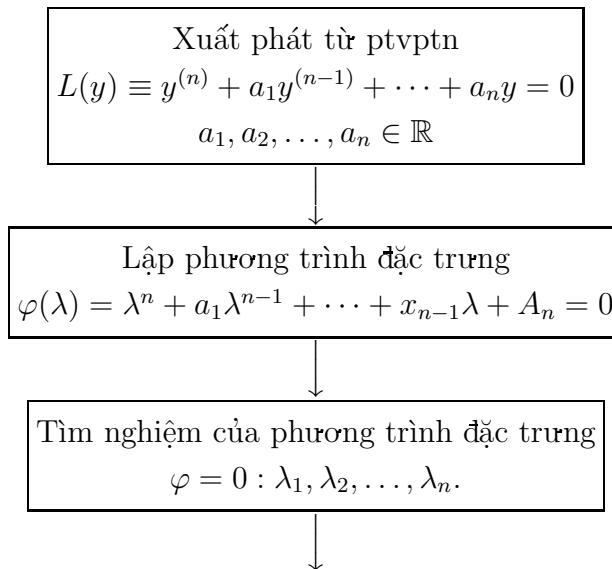 Xuất phát từ ptvptn
L(y) ≡ y^{(n)} + a_1y^{(n−1)} + ⋯ + a_ny = 0
a_1, a_2, …, a_n ∈ ℝ
Lập phương trình đặc trưng
φ(λ) = λ^n + a_1λ^{n−1} + ⋯ + x_{n−1}λ + A_n = 0
Tìm nghiệm của phương trình đặc trưng
φ = 0 : λ_1, λ_2, …, λ_n.